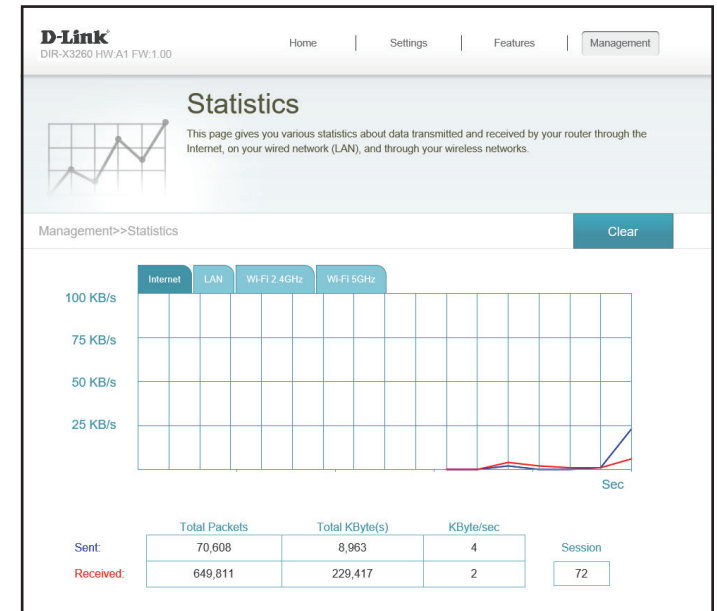 D-Link
DIR-X3260 HW:A1 FW:1.00
Home Settings Features Management
Statistics
This page gives you various statistics about data transmitted and received by your router through the
Internet, on your wired network (LAN), and through your wireless networks.
Management>>Statistics Clear
Internet LAN Wi-Fi 2.4GHz Wi-Fi 5GHz
100 KB/s
75 KB/s
50 KB/s
25 KB/s
Sec
Total Packets Total KByte(s) KByte/sec
Sent: 70,608 8,963 4 Session
Received: 649,811 229,417 2 72